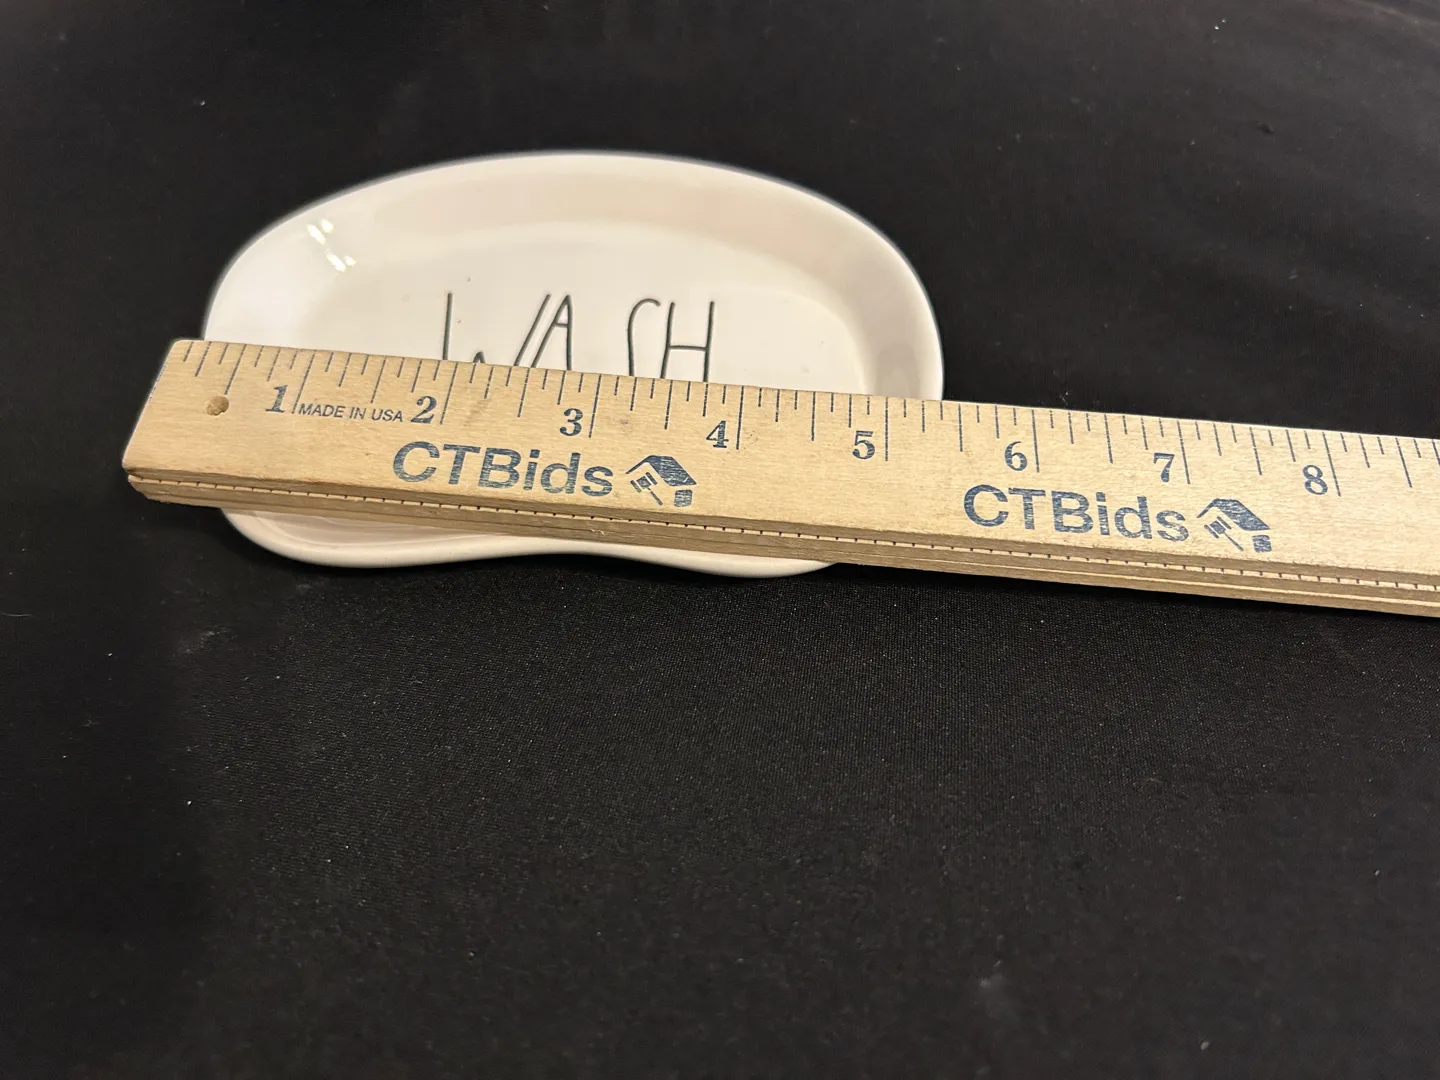 WASH
1 MADE IN USA 2 3 4 5 6 7 8
CTBids CTBids